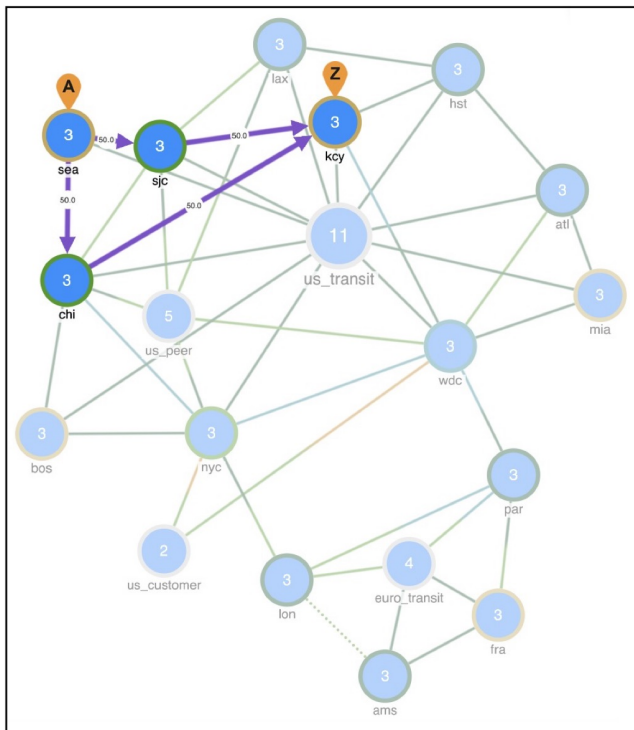 3
lax
3
hst
A
Z
3
sea
50.0
3
sjc
50.0
3
kcy
50.0
50.0
3
atl
11
us_transit
3
chi
5
us_peer
3
mia
3
wdc
3
bos
3
nyc
3
par
2
us_customer
3
lon
4
euro_transit
3
fra
3
ams